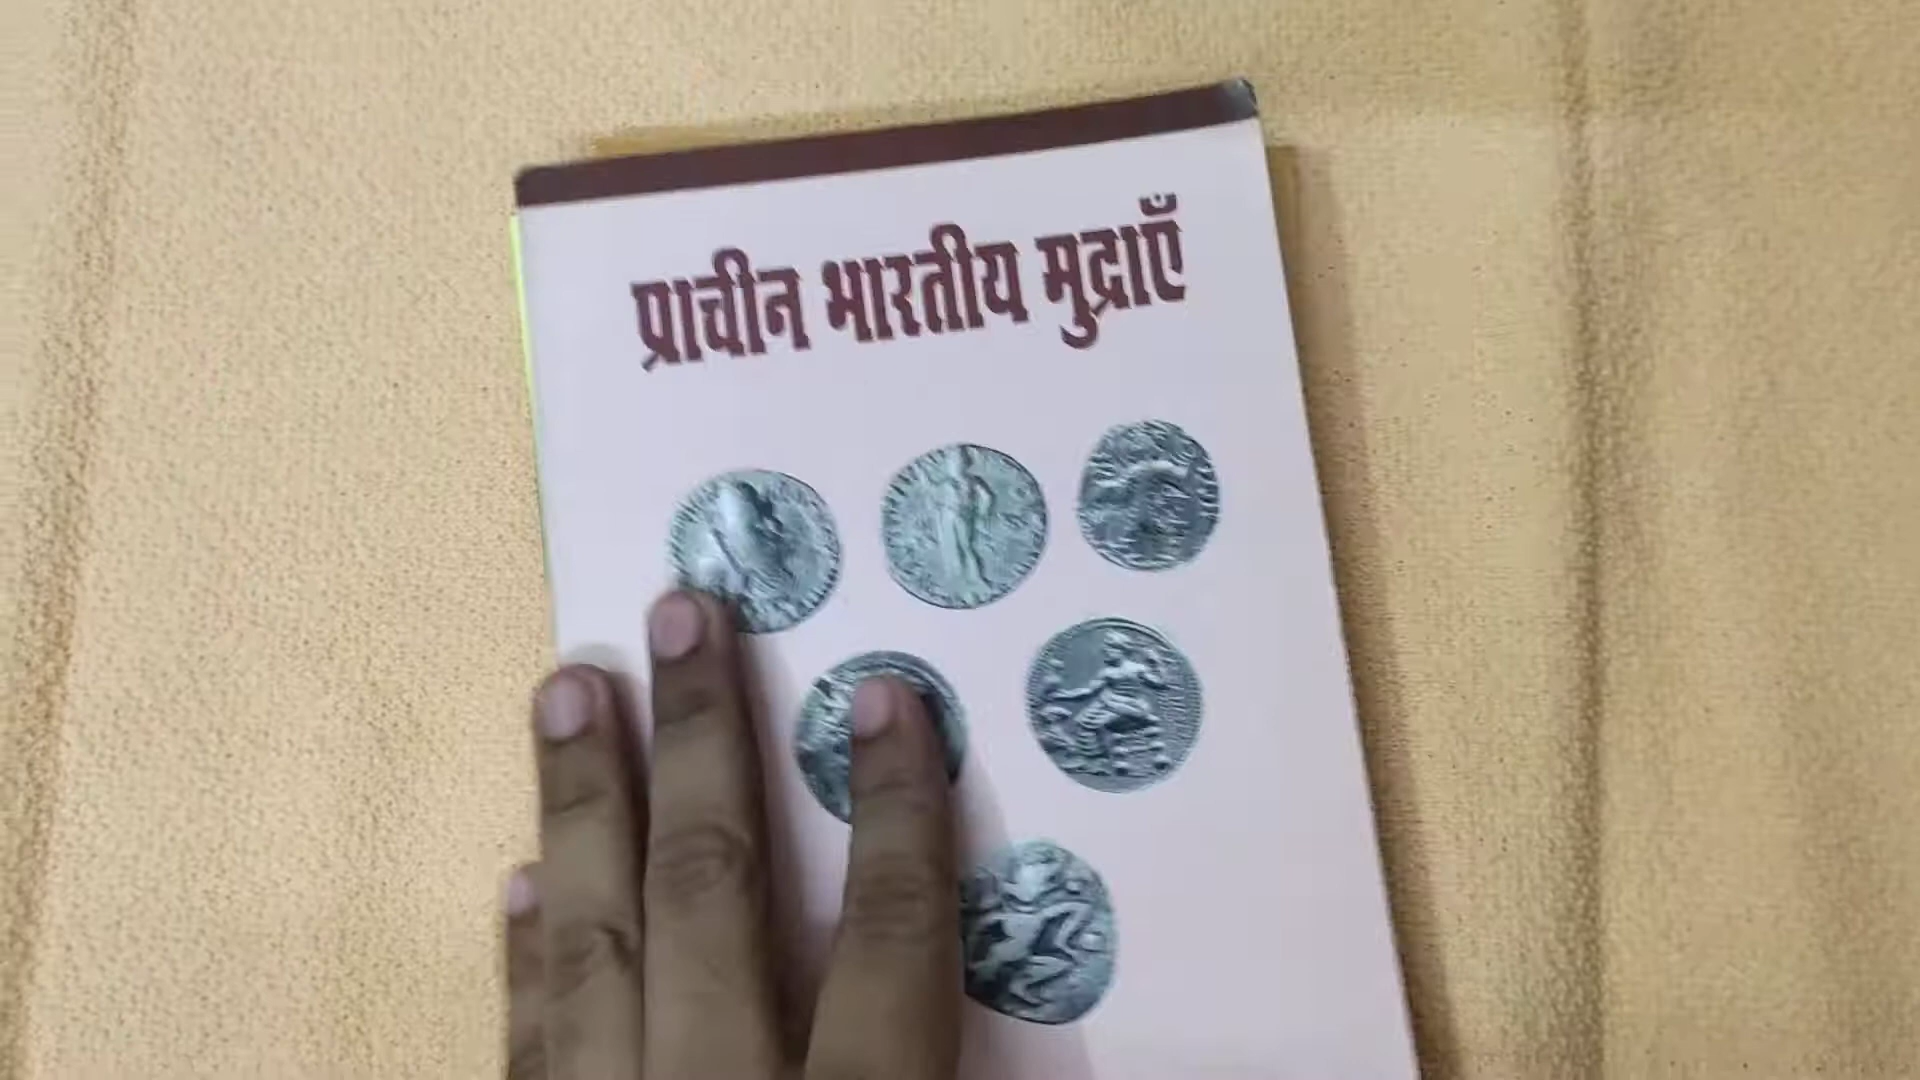 प्राचीन भारतीय मुद्राएँ